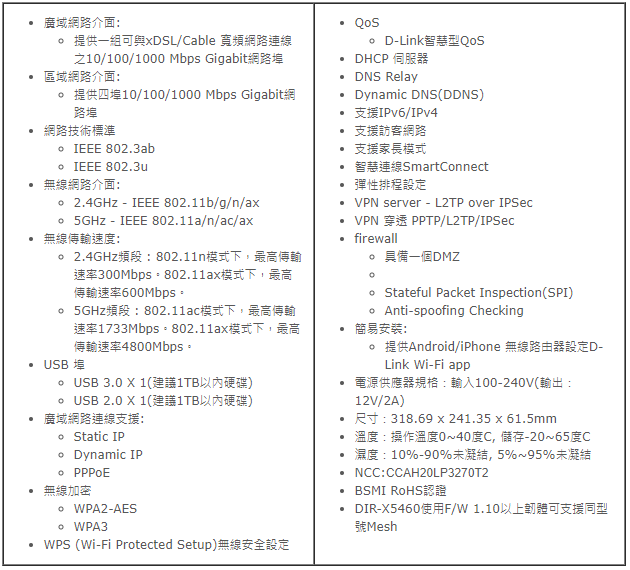 廣域網路介面:
提供一組可與xDSL/Cable 寬頻網路連線
之10/100/1000 Mbps Gigabit網路埠
區域網路介面:
提供四埠10/100/1000 Mbps Gigabit網
路埠
網路技術標準
IEEE 802.3ab
IEEE 802.3u
無線網路介面:
2.4GHz - IEEE 802.11b/g/n/ax
5GHz - IEEE 802.11a/n/ac/ax
無線傳輸速度:
2.4GHz頻段：802.11n模式下，最高傳輸
速率300Mbps。802.11ax模式下，最高
傳輸速率600Mbps。
5GHz頻段：802.11ac模式下，最高傳輸
速率1733Mbps。802.11ax模式下，最高
傳輸速率4800Mbps。
USB 埠
USB 3.0 X 1(建議1TB以內硬碟)
USB 2.0 X 1(建議1TB以內硬碟)
廣域網路連線支援:
Static IP
Dynamic IP
PPPoE
無線加密
WPA2-AES
WPA3
WPS (Wi-Fi Protected Setup)無線安全設定
QoS
D-Link智慧型QoS
DHCP 伺服器
DNS Relay
Dynamic DNS(DDNS)
支援IPv6/IPv4
支援訪客網路
支援家長模式
智慧連線SmartConnect
彈性排程設定
VPN server - L2TP over IPSec
VPN 穿透 PPTP/L2TP/IPSec
firewall
具備一個DMZ
Stateful Packet Inspection(SPI)
Anti-spoofing Checking
簡易安裝:
提供Android/iPhone 無線路由器設定D-
Link Wi-Fi app
電源供應器規格：輸入100-240V(輸出：
12V/2A)
尺寸：318.69 x 241.35 x 61.5mm
溫度：操作溫度0~40度C, 儲存-20~65度C
濕度：10%-90%未凝結, 5%~95%未凝結
NCC:CCAH20LP3270T2
BSMI RoHS認證
DIR-X5460使用F/W 1.10以上韌體可支援同型
號Mesh